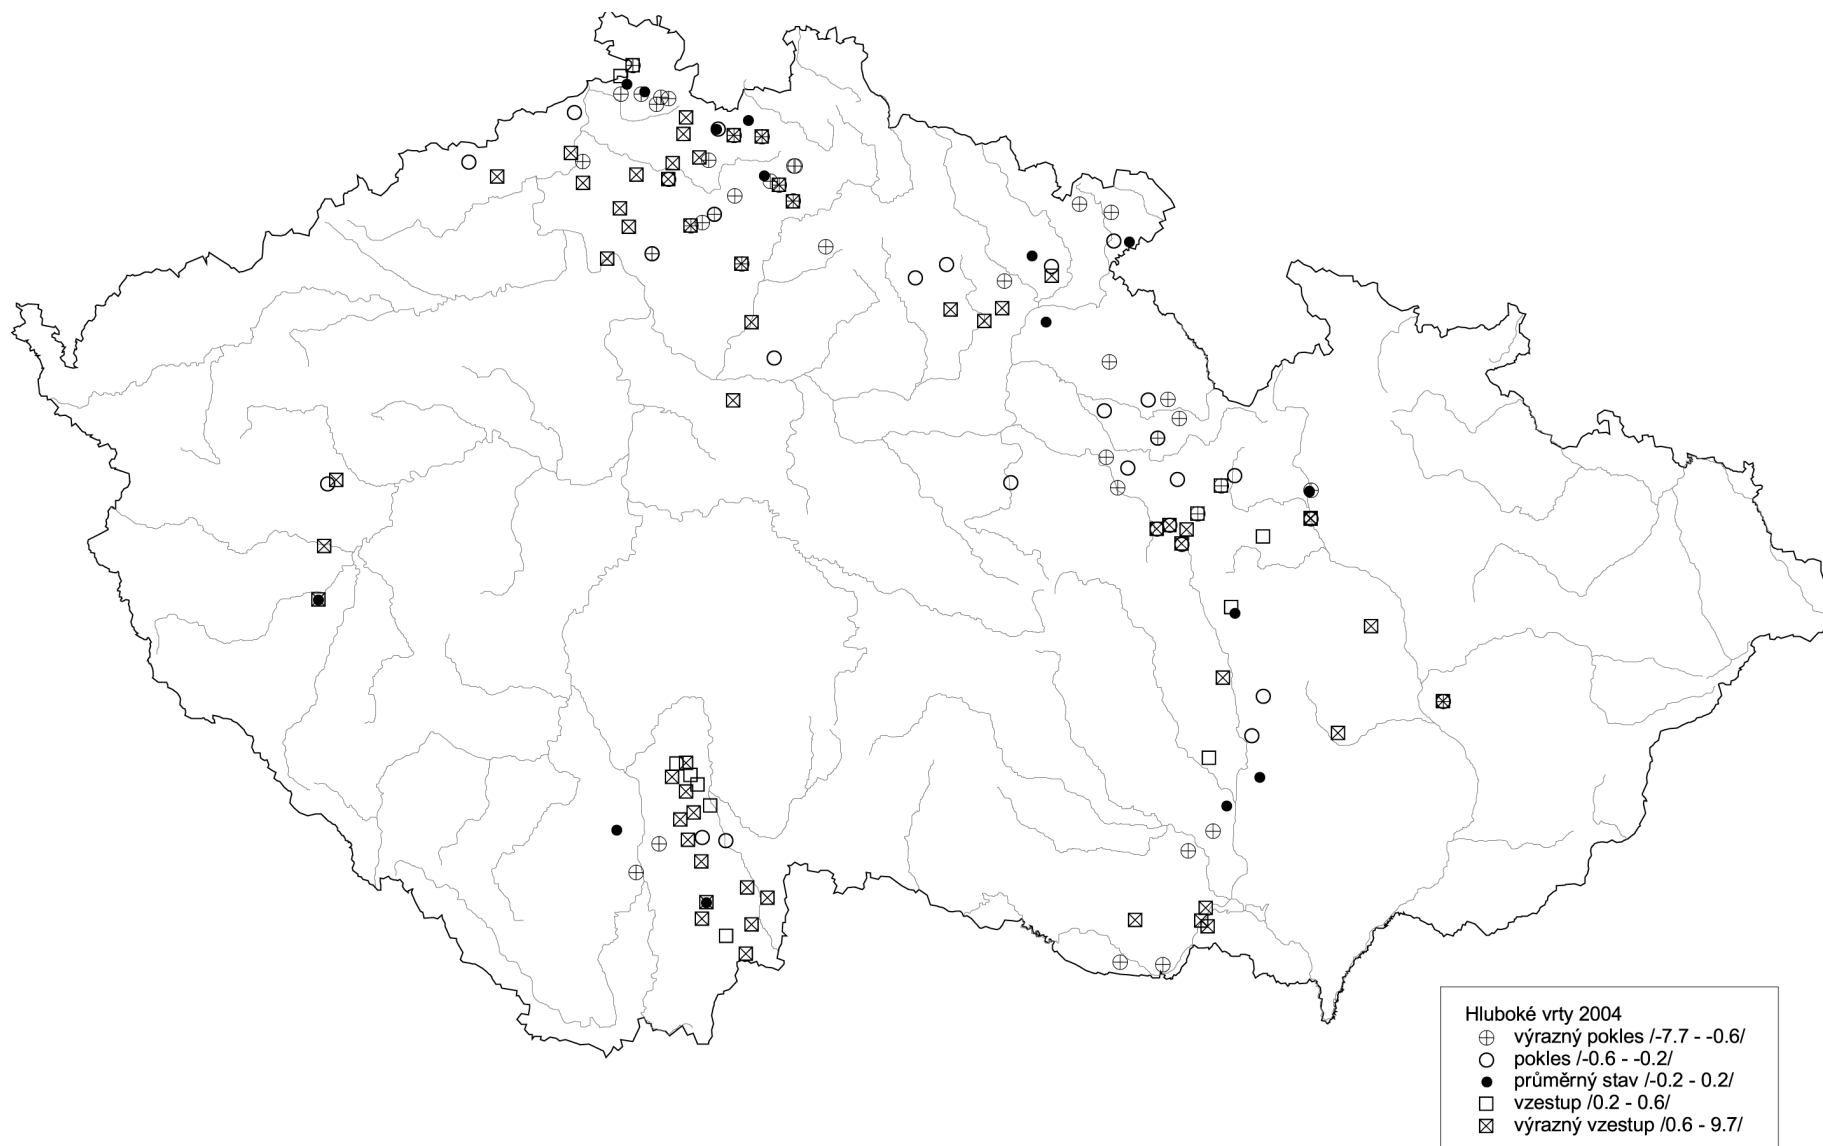 Hluboké vrty 2004
výrazný pokles /-7.7 - -0.6/
pokles /-0.6 - -0.2/
průměrný stav /-0.2 - 0.2/
vzestup /0.2 - 0.6/
výrazný vzestup /0.6 - 9.7/